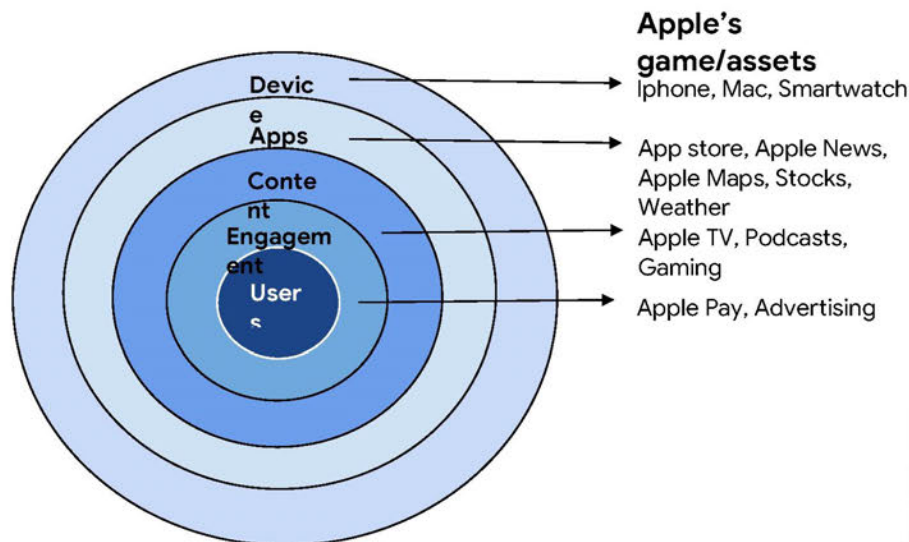 Apple's
game/assets
Iphone, Mac, Smartwatch
Devic
e
Apps
App store, Apple News,
Apple Maps, Stocks,
Weather
Conte
nt
Engagem
ent
Apple TV, Podcasts,
Gaming
User
s
Apple Pay, Advertising